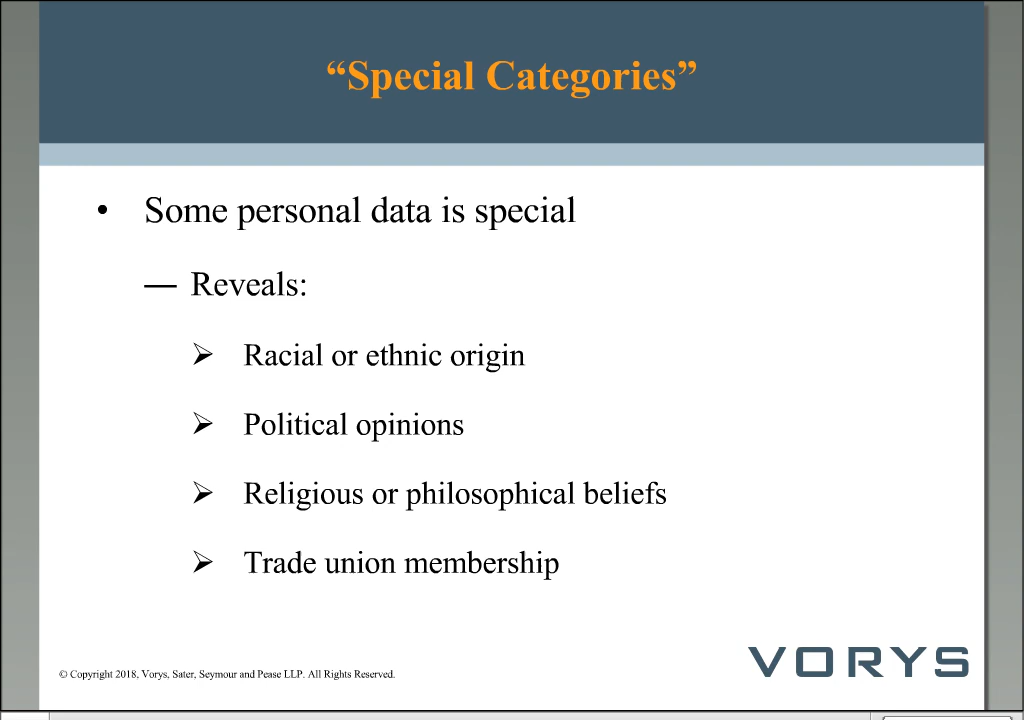 “Special Categories”
• Some personal data is special
— Reveals:
➢ Racial or ethnic origin
➢ Political opinions
➢ Religious or philosophical beliefs
➢ Trade union membership
© Copyright 2018, Vorys, Sater, Seymour and Pease LLP. All Rights Reserved.
VORYS